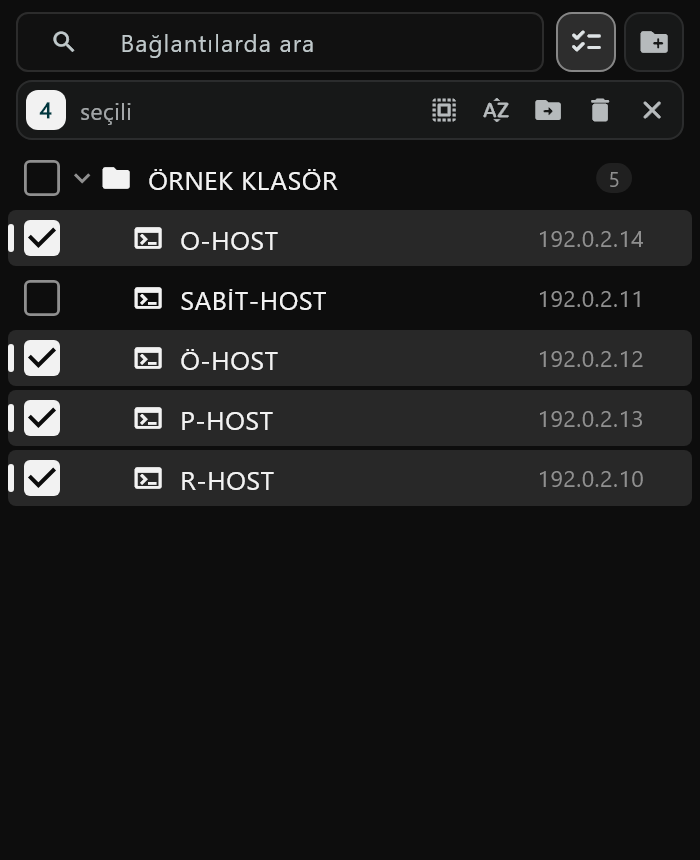 Bağlantılarda ara
4 seçili AZ
ÖRNEK KLASÖR 5
O-HOST 192.0.2.14
SABİT-HOST 192.0.2.11
Ö-HOST 192.0.2.12
P-HOST 192.0.2.13
R-HOST 192.0.2.10